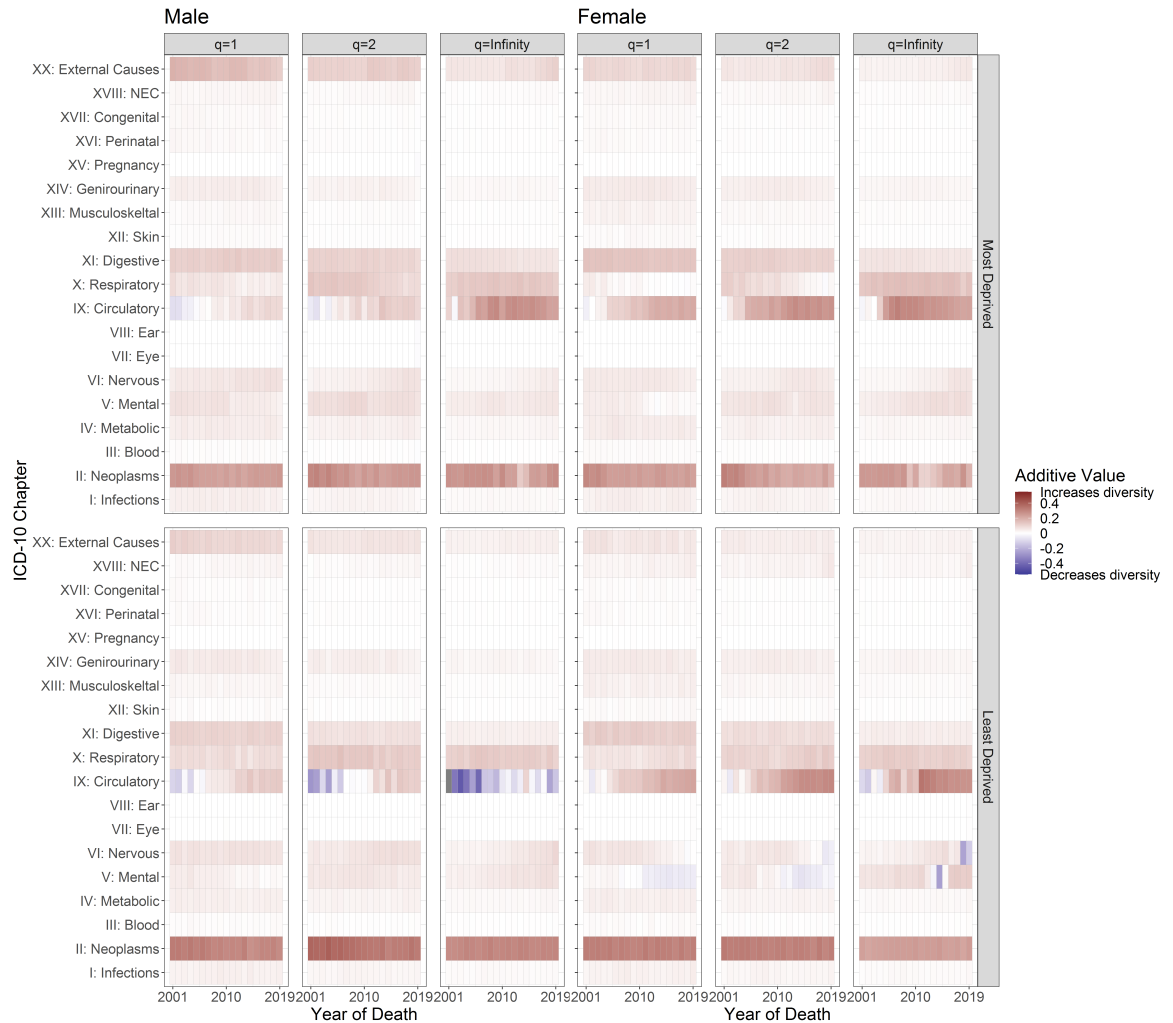 Male
Female
q=1
q=2
q=Infinity
q=1
q=2
q=Infinity
XX: External Causes
XVIII: NEC
XVII: Congenital
XVI: Perinatal
XV: Pregnancy
XIV: Genirourinary
XIII: Musculoskeltal
XII: Skin
XI: Digestive
X: Respiratory
IX: Circulatory
VIII: Ear
VII: Eye
VI: Nervous
V: Mental
IV: Metabolic
III: Blood
II: Neoplasms
I: Infections
Most Deprived
ICD-10 Chapter
XX: External Causes
XVIII: NEC
XVII: Congenital
XVI: Perinatal
XV: Pregnancy
XIV: Genirourinary
XIII: Musculoskeltal
XII: Skin
XI: Digestive
X: Respiratory
IX: Circulatory
VIII: Ear
VII: Eye
VI: Nervous
V: Mental
IV: Metabolic
III: Blood
II: Neoplasms
I: Infections
Least Deprived
2001 2010 2019 2001 2010 2019 2001 2010 2019 2001 2010 2019 2001 2010 2019 2001 2010 2019
Year of Death
Year of Death
Additive Value
Increases diversity
0.4
0.2
0
-0.2
-0.4
Decreases diversity